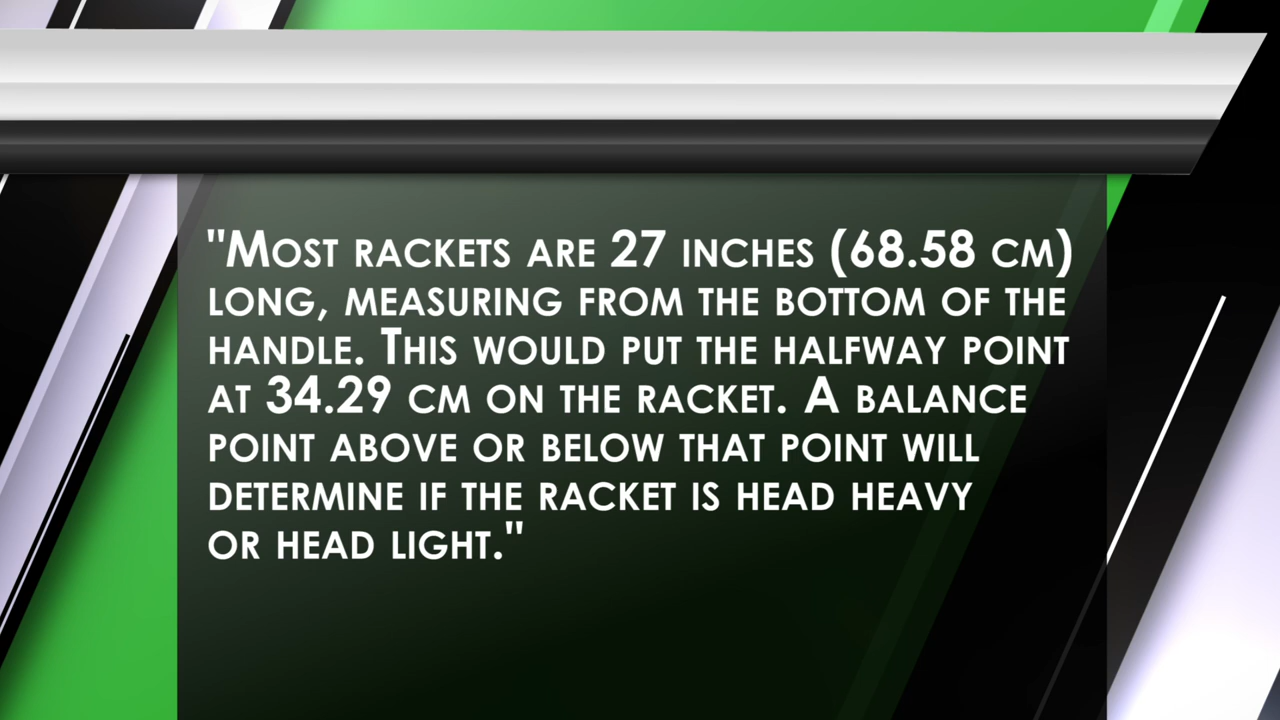 "Most rackets are 27 inches (68.58 cm)
long, measuring from the bottom of the
handle. This would put the halfway point
at 34.29 cm on the racket. A balance
point above or below that point will
determine if the racket is head heavy
or head light."